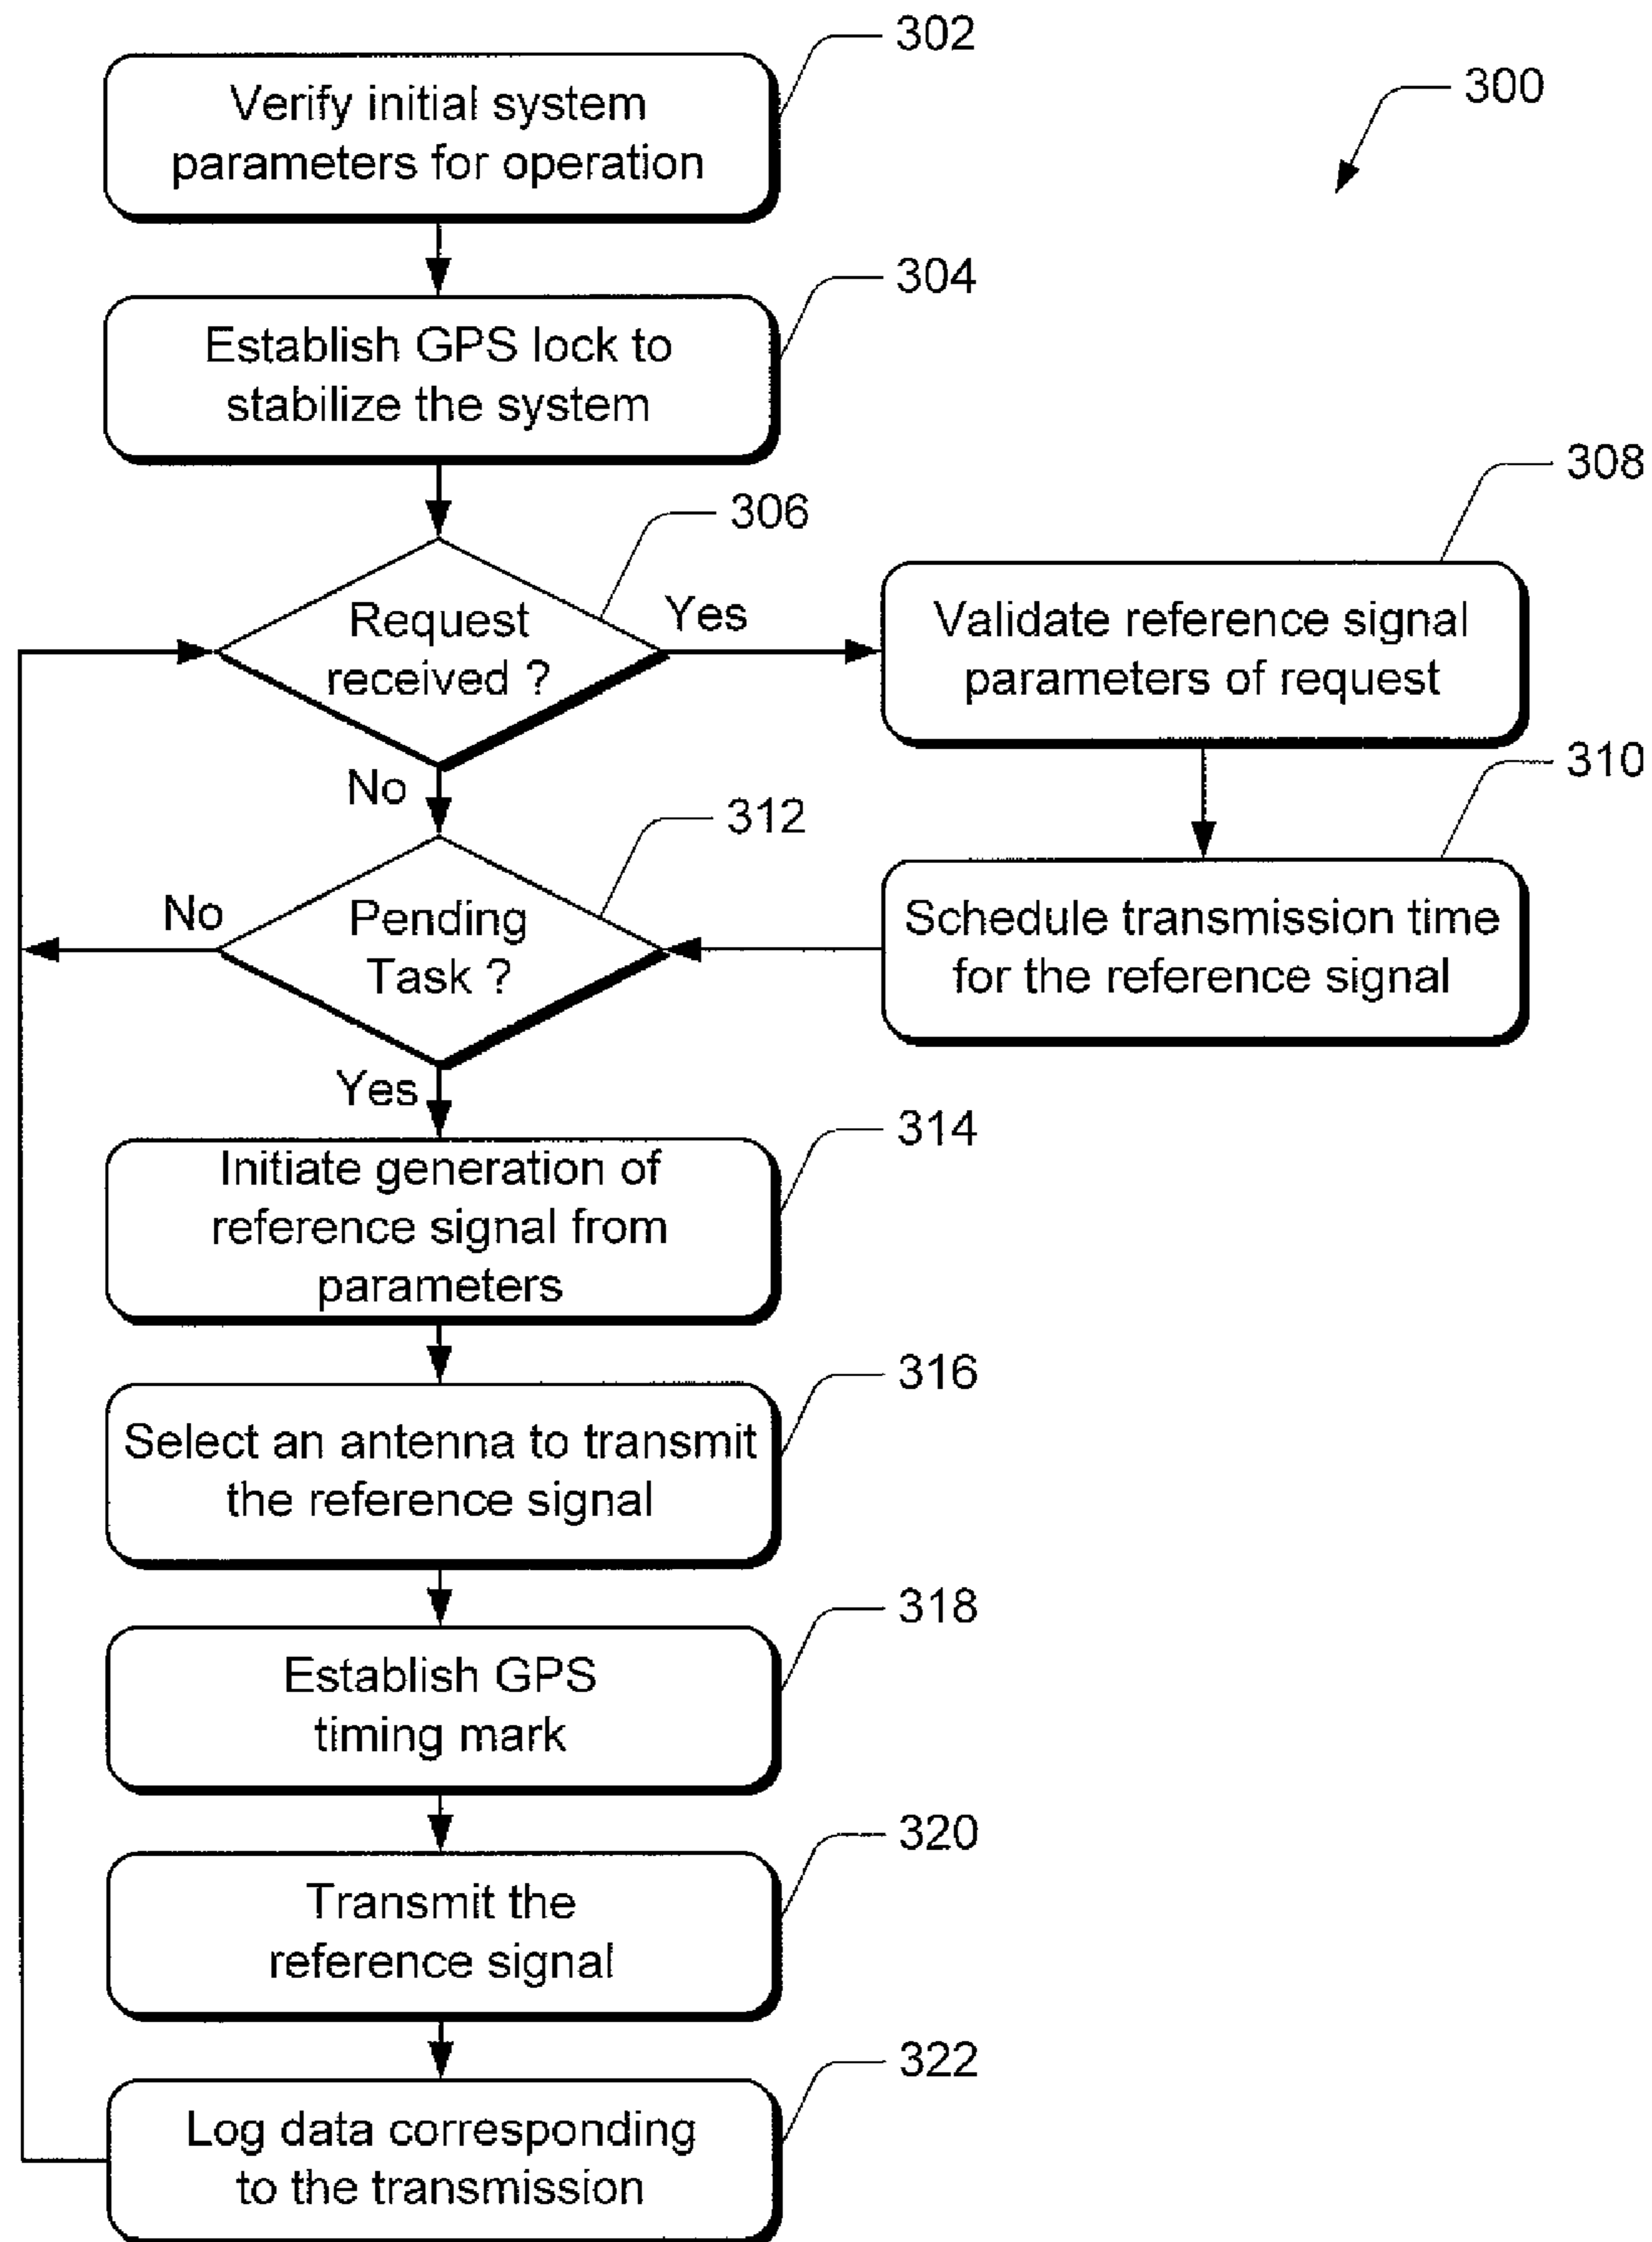 302
300
Verify initial system
parameters for operation
304
Establish GPS lock to
stabilize the system
306
308
Request
received ?
Yes
Validate reference signal
parameters of request
No
310
312
No
Pending
Task ?
Schedule transmission time
for the reference signal
Yes
314
Initiate generation of
reference signal from
parameters
316
Select an antenna to transmit
the reference signal
318
Establish GPS
timing mark
320
Transmit the
reference signal
322
Log data corresponding
to the transmission